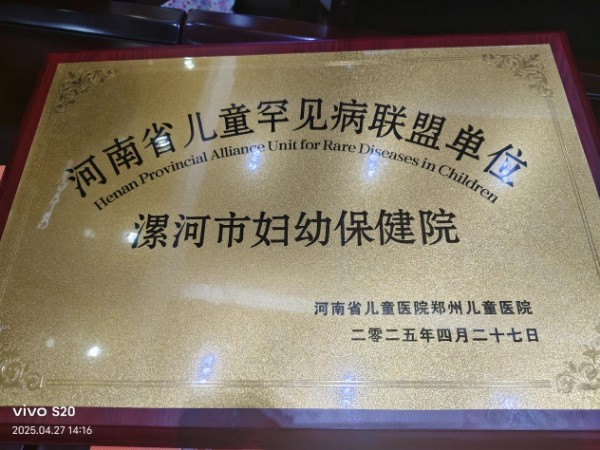 河南省儿童罕见病联盟单位
Henan Provincial Alliance Unit for Rare Diseases in Children
漯河市妇幼保健院
河南省儿童医院郑州儿童医院
二零二五年四月二十七日
vivo S20
2025.04.27 14:16